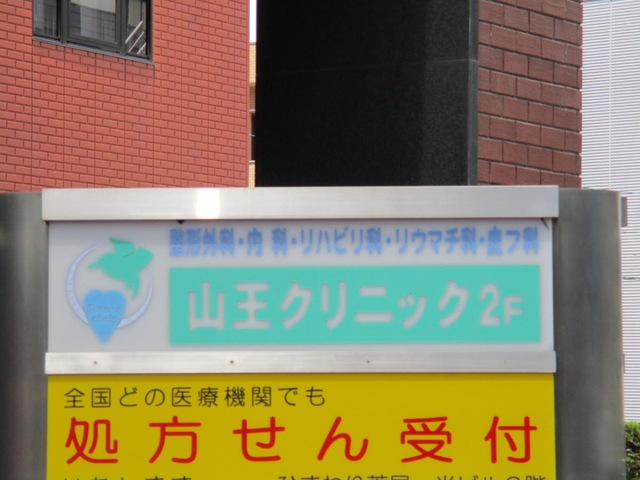 整形外科・内 科・リハビリ科・リウマチ科・皮フ科
山王クリニック2F
全国どの医療機関でも
処方せん受付